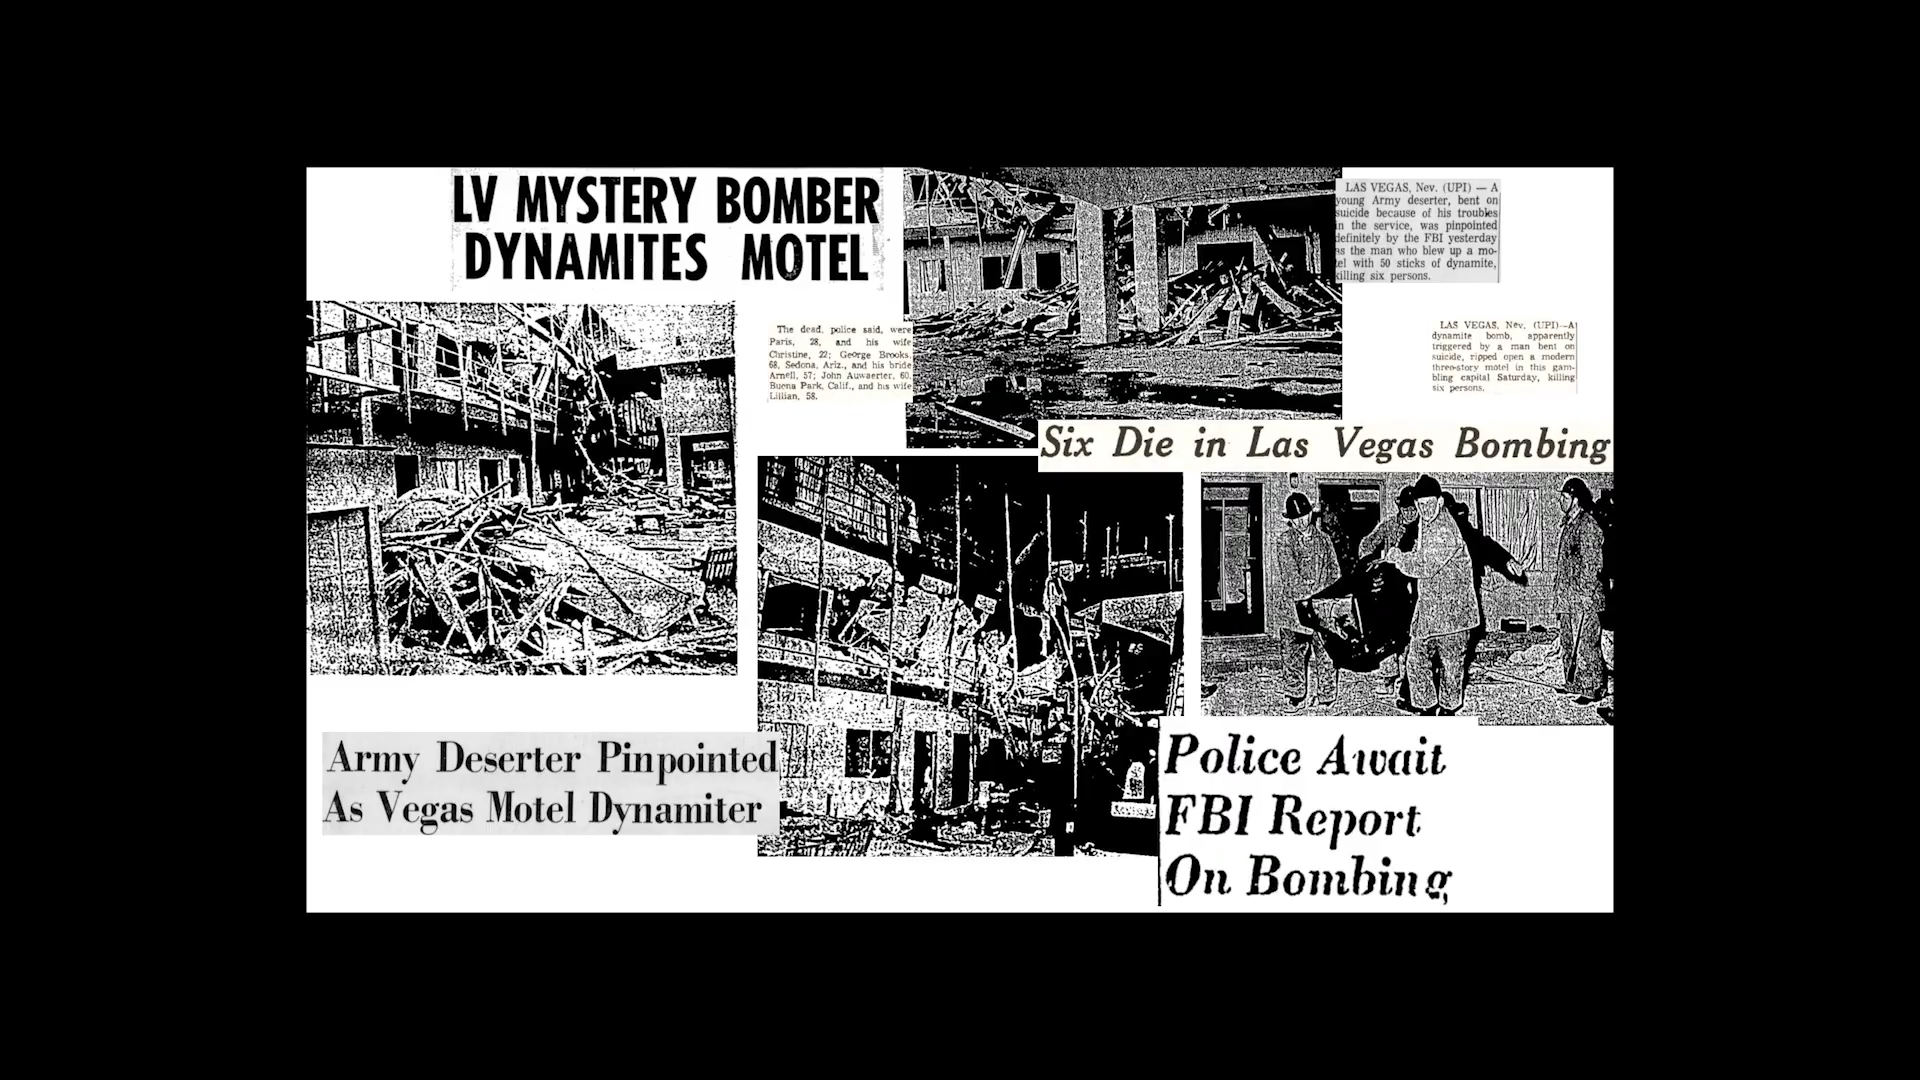 LV MYSTERY BOMBER
DYNAMITES MOTEL
LAS VEGAS, Nev. (UPI) — A
young Army deserter, bent on
suicide because of his troubles
in the service, was pinpointed
definitely by the FBI yesterday
as the man who blew up a mo-
tel with 50 sticks of dynamite,
killing six persons.
The dead, police said, were
Paris, 28, and his wife
Christine, 22; George Brooks,
68, Sedona, Ariz., and his bride
Arnell, 57; John Auwaerter, 60,
Buena Park, Calif., and his wife
Lillian, 58.
LAS VEGAS, Nev. (UPI)—A
dynamite bomb, apparently
triggered by a man bent on
suicide, ripped open a modern
three-story motel in this gam-
bling capital Saturday, killing
six persons.
Six Die in Las Vegas Bombing
Army Deserter Pinpointed
As Vegas Motel Dynamiter
Police Await
FBI Report
On Bombing